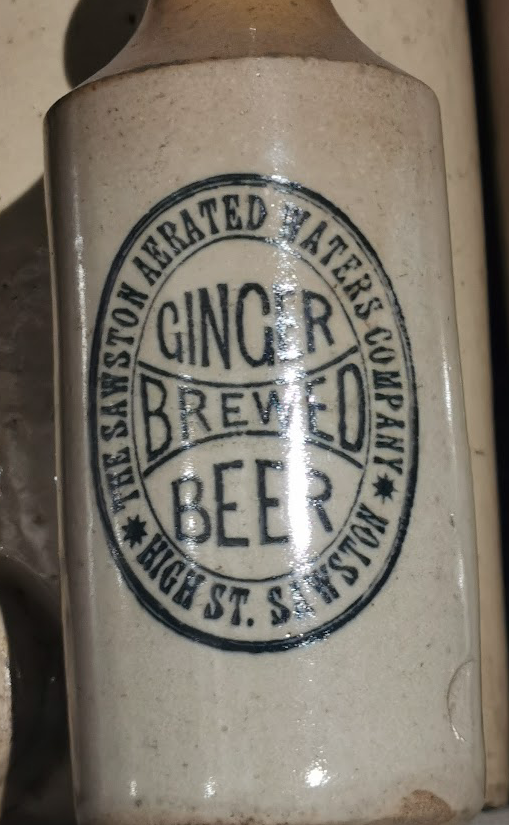 THE SAWSTON AERATED WATERS COMPANY
GINGER
BREWED
BEER
HIGH ST. SAWSTON